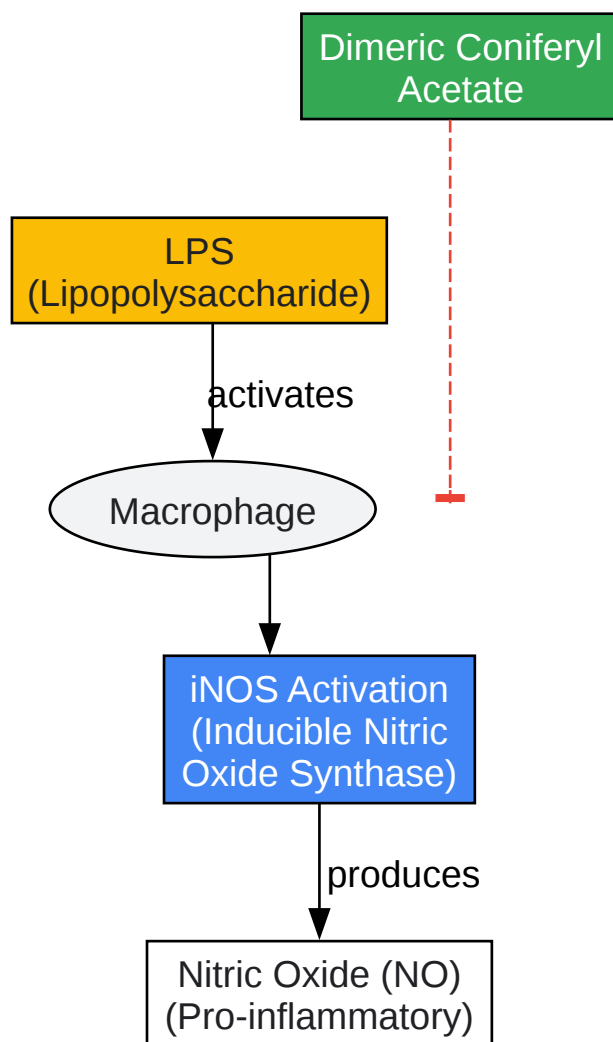 Dimeric Coniferyl
Acetate
LPS
(Lipopolysaccharide)
activates
Macrophage
iNOS Activation
(Inducible Nitric
Oxide Synthase)
produces
Nitric Oxide (NO)
(Pro-inflammatory)